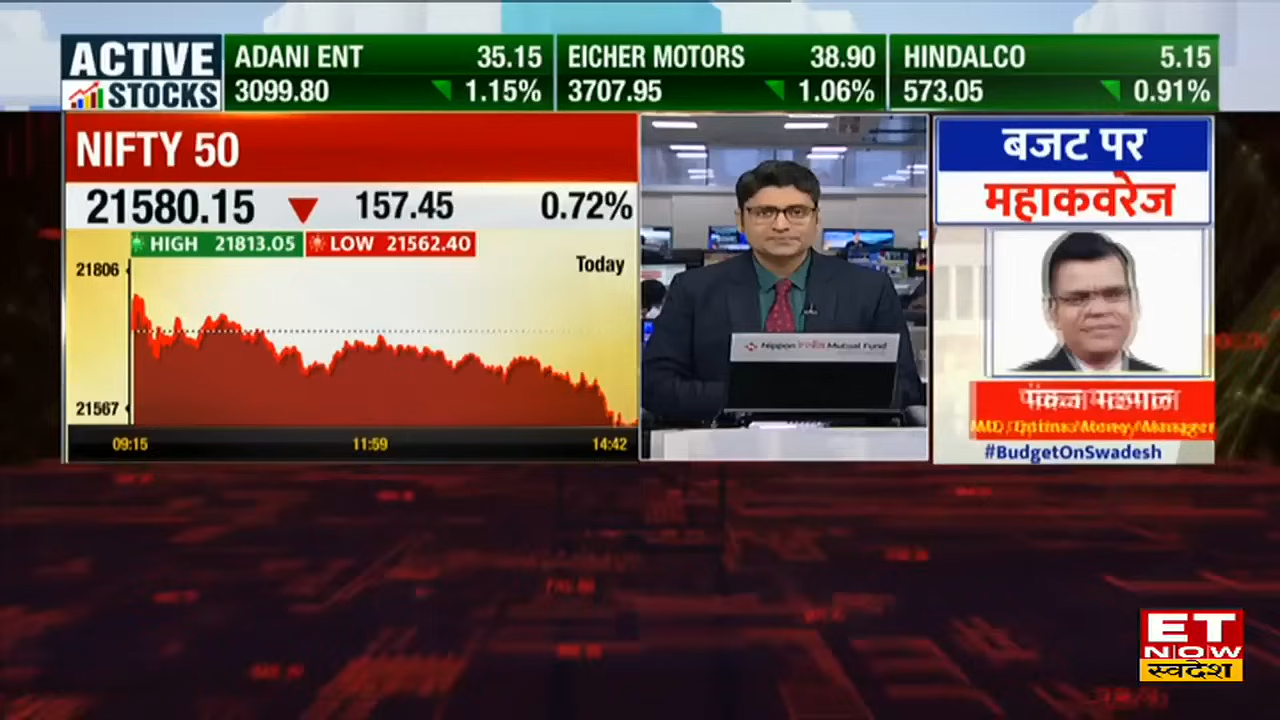 ACTIVE STOCKS
ADANI ENT 35.15
3099.80 1.15%
EICHER MOTORS 38.90
3707.95 1.06%
HINDALCO 5.15
573.05 0.91%
NIFTY 50
21580.15 157.45 0.72%
HIGH 21813.05 LOW 21562.40
Today
21806
21567
09:15 11:59 14:42
Nippon Mutual Fund
बजट पर
महाकवरेज
#BudgetOnSwadesh
ET
NOW
स्वदेश